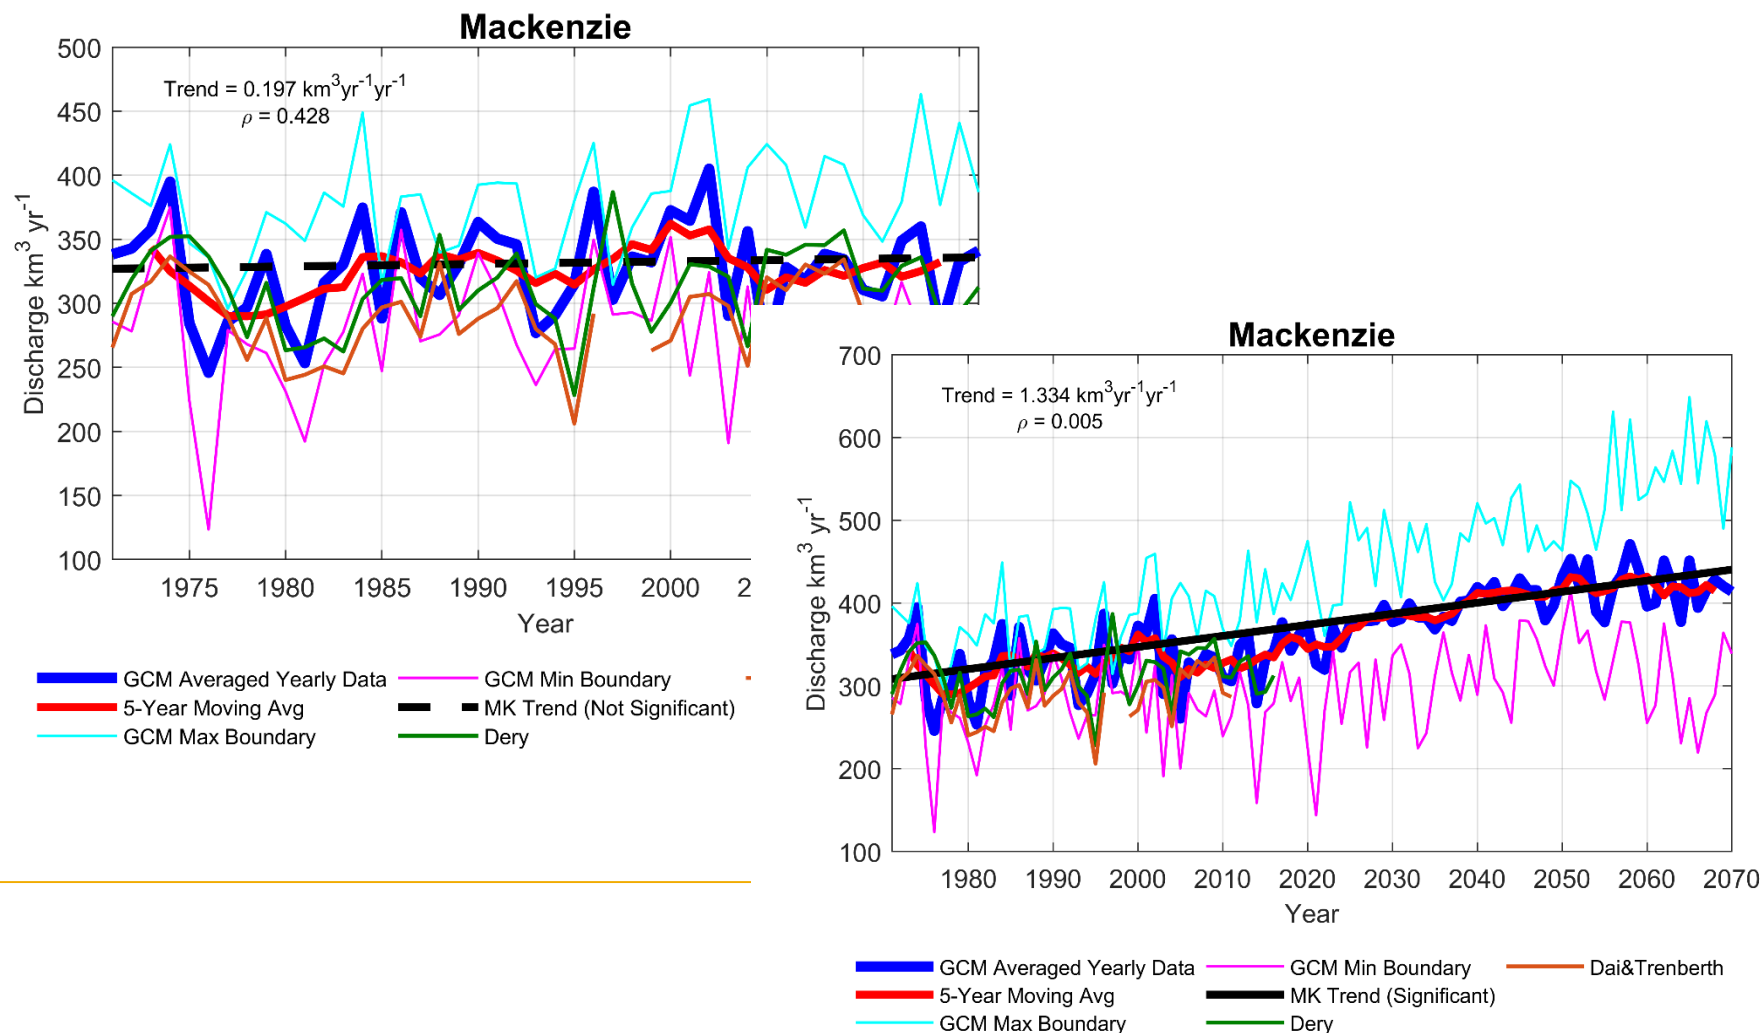 Mackenzie
Trend = 0.197 km³yr⁻¹yr⁻¹
ρ = 0.428
Discharge km³ yr⁻¹
500
450
400
350
300
250
200
150
100
1975 1980 1985 1990 1995 2000 2
Year
GCM Averaged Yearly Data
5-Year Moving Avg
GCM Max Boundary
GCM Min Boundary
MK Trend (Not Significant)
Dery
Mackenzie
Trend = 1.334 km³yr⁻¹yr⁻¹
ρ = 0.005
Discharge km³ yr⁻¹
700
600
500
400
300
200
100
1980 1990 2000 2010 2020 2030 2040 2050 2060 2070
Year
GCM Averaged Yearly Data
5-Year Moving Avg
GCM Max Boundary
GCM Min Boundary
MK Trend (Significant)
Dery
Dai&Trenberth